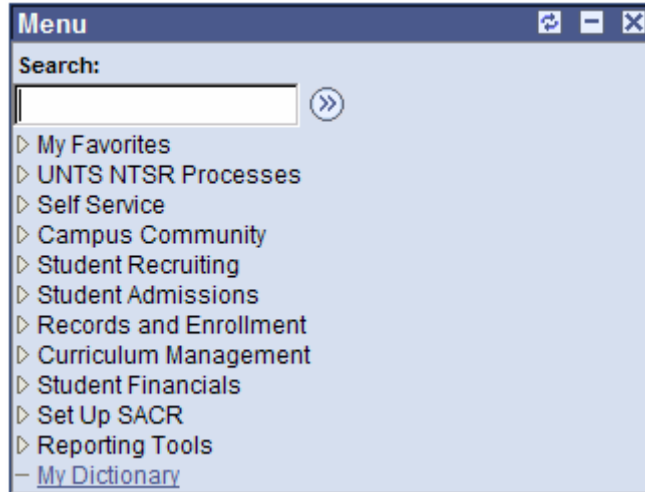 Menu
Search:
My Favorites
UNTS NTSR Processes
Self Service
Campus Community
Student Recruiting
Student Admissions
Records and Enrollment
Curriculum Management
Student Financials
Set Up SACR
Reporting Tools
My Dictionary